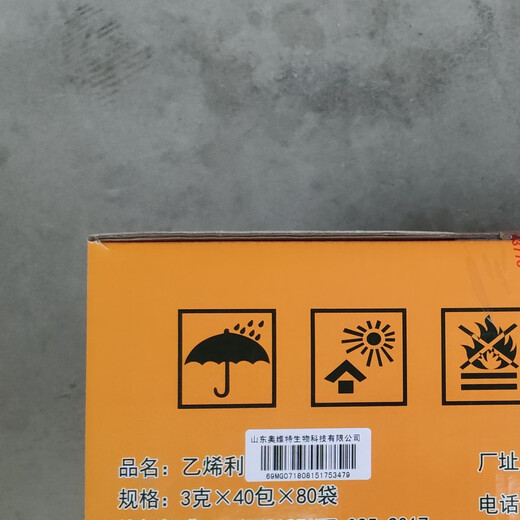 山东奥维特生物科技有限公司
69MG071808151753479
品名：乙烯利
厂址
规格：3克×40包×80袋
电话